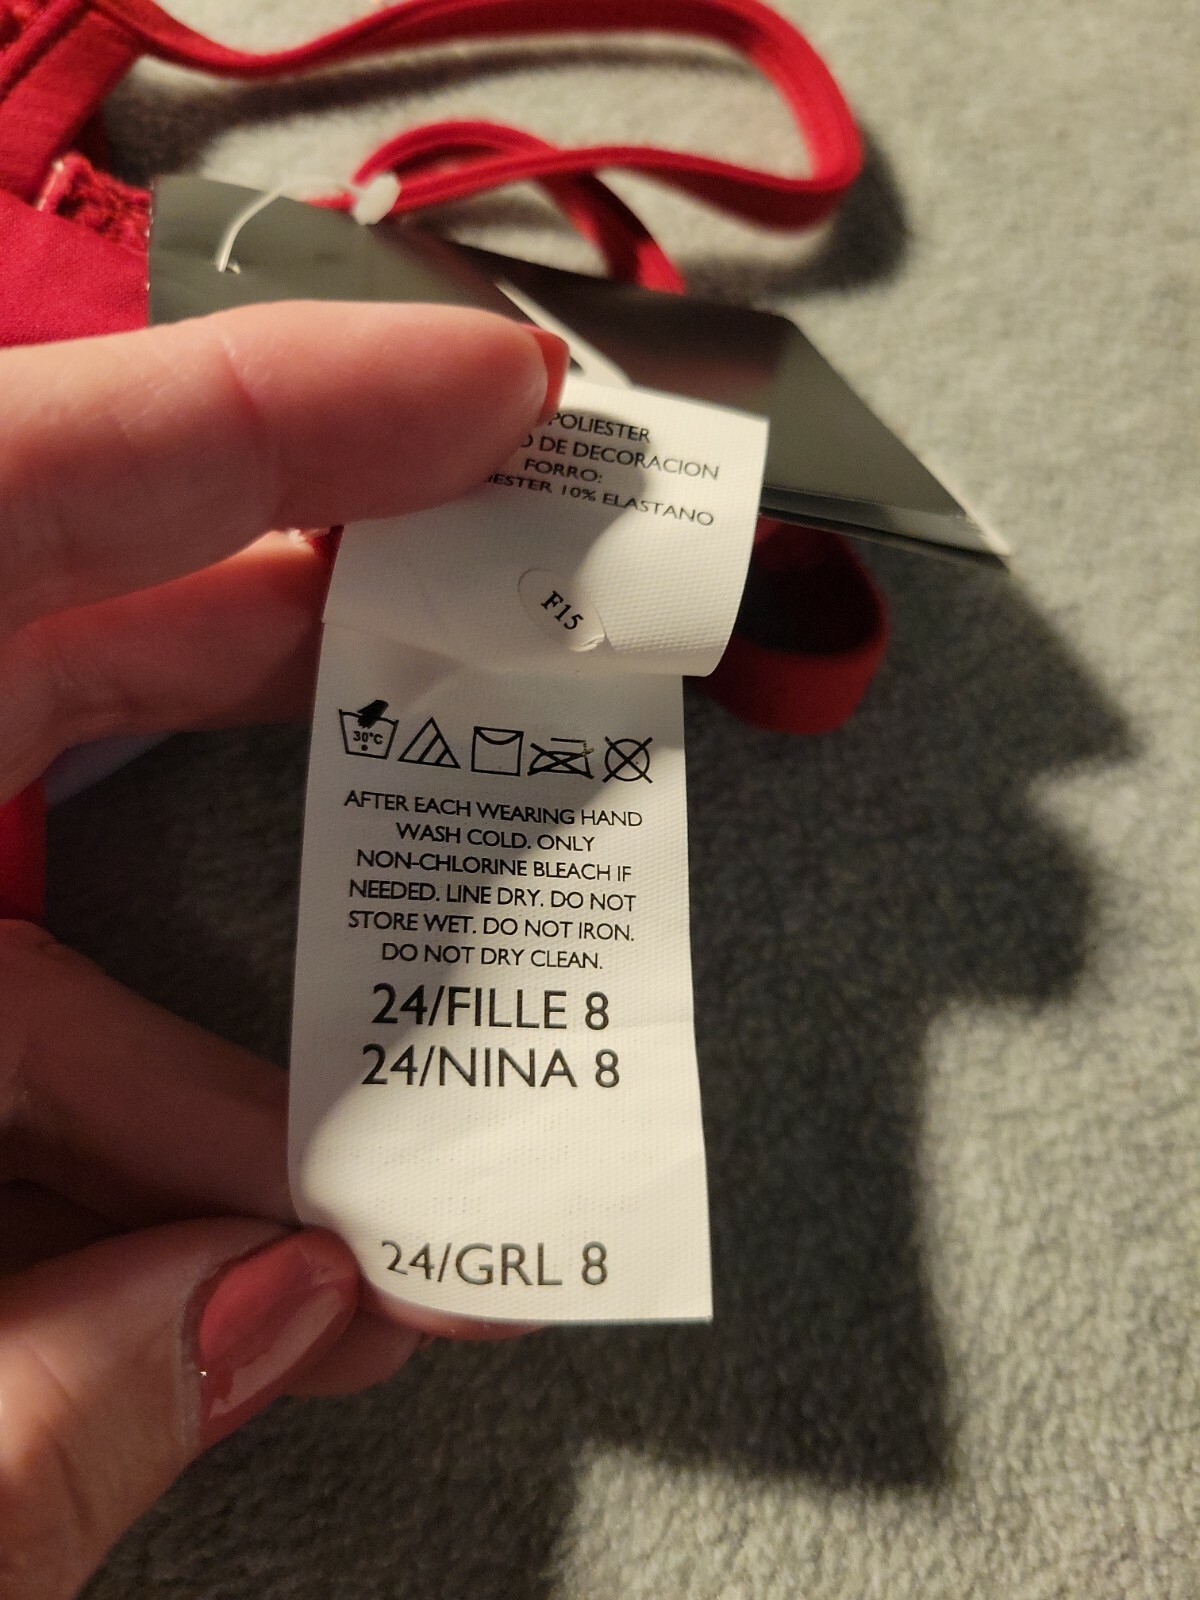 POLIESTER
DE DECORACION
FORRO:
10% ELASTANO
F15
30°C
AFTER EACH WEARING HAND
WASH COLD. ONLY
NON-CHLORINE BLEACH IF
NEEDED. LINE DRY. DO NOT
STORE WET. DO NOT IRON.
DO NOT DRY CLEAN.
24/FILLE 8
24/NINA 8
24/GRL 8